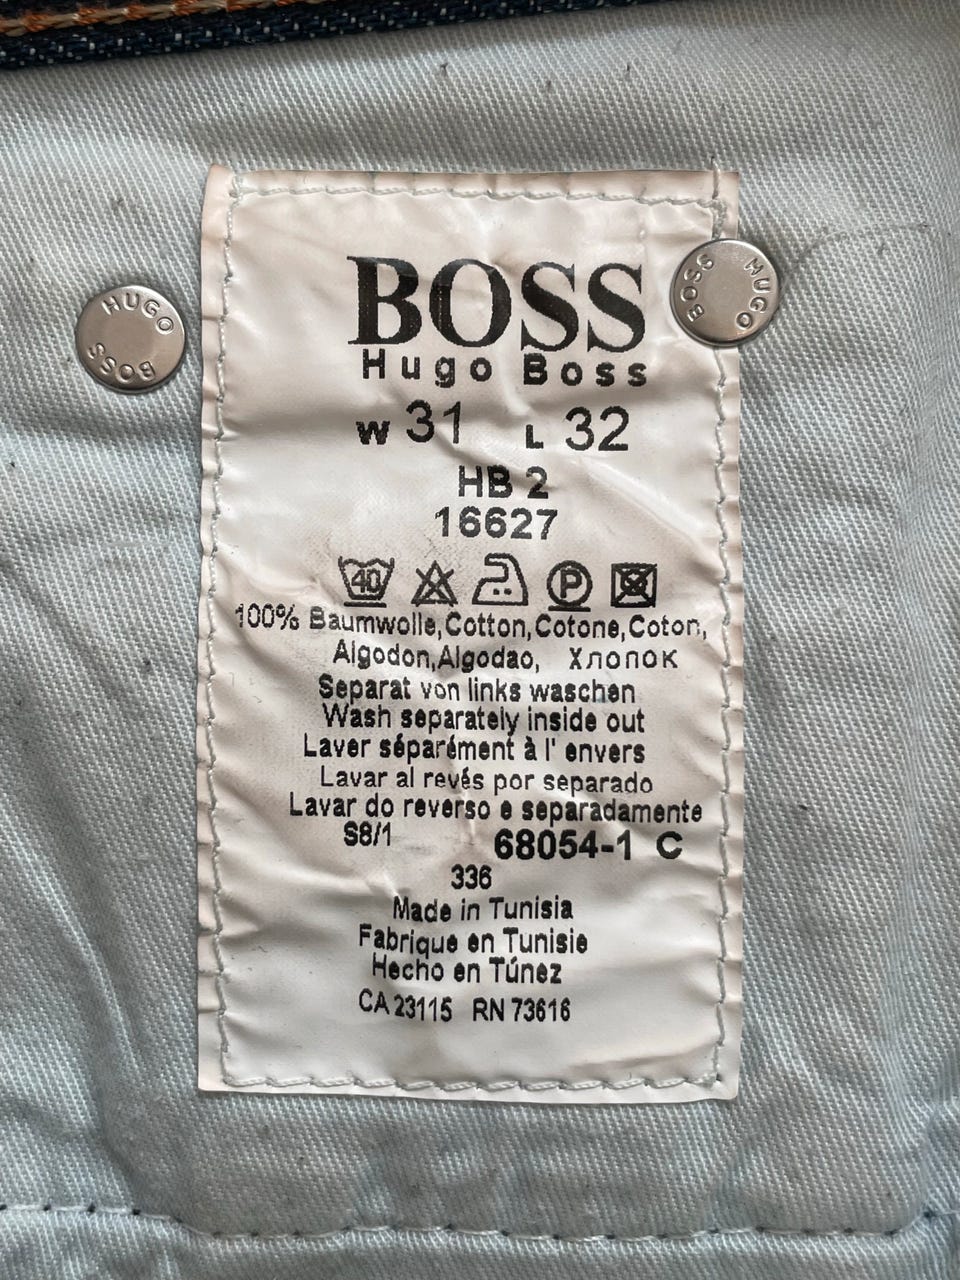 BOSS
Hugo Boss
W 31 L 32
HB 2
16627
40 P
100% Baumwolle,Cotton,Cotone,Coton,
Algodon,Algodao, Хлопок
Separat von links waschen
Wash separately inside out
Laver séparément à l' envers
Lavar al revés por separado
Lavar do reverso e separadamente
S8/1 68054-1 C
336
Made in Tunisia
Fabrique en Tunisie
Hecho en Túnez
CA 23115 RN 73616
HUGO BOSS
HUGO BOSS